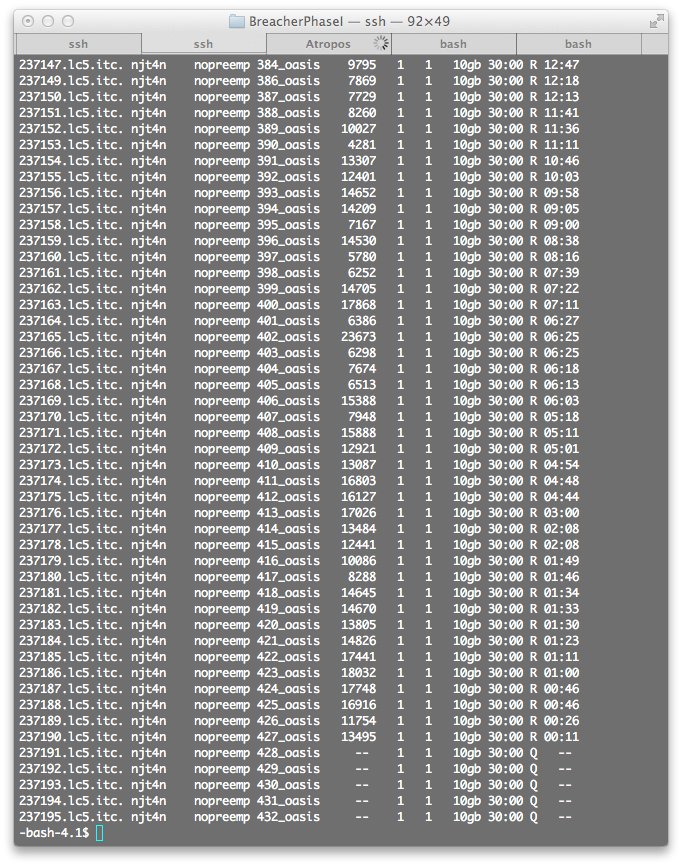 BreacherPhaseI — ssh — 92×49
ssh ssh Atropos bash bash
237147.lc5.itc. njt4n nopreemp 384_oasis 9795 1 1 10gb 30:00 R 12:47
237149.lc5.itc. njt4n nopreemp 386_oasis 7869 1 1 10gb 30:00 R 12:18
237150.lc5.itc. njt4n nopreemp 387_oasis 7729 1 1 10gb 30:00 R 12:13
237151.lc5.itc. njt4n nopreemp 388_oasis 8260 1 1 10gb 30:00 R 11:41
237152.lc5.itc. njt4n nopreemp 389_oasis 10027 1 1 10gb 30:00 R 11:36
237153.lc5.itc. njt4n nopreemp 390_oasis 4281 1 1 10gb 30:00 R 11:11
237154.lc5.itc. njt4n nopreemp 391_oasis 13307 1 1 10gb 30:00 R 10:46
237155.lc5.itc. njt4n nopreemp 392_oasis 12401 1 1 10gb 30:00 R 10:03
237156.lc5.itc. njt4n nopreemp 393_oasis 14652 1 1 10gb 30:00 R 09:58
237157.lc5.itc. njt4n nopreemp 394_oasis 14209 1 1 10gb 30:00 R 09:05
237158.lc5.itc. njt4n nopreemp 395_oasis 7167 1 1 10gb 30:00 R 09:00
237159.lc5.itc. njt4n nopreemp 396_oasis 14530 1 1 10gb 30:00 R 08:38
237160.lc5.itc. njt4n nopreemp 397_oasis 5780 1 1 10gb 30:00 R 08:16
237161.lc5.itc. njt4n nopreemp 398_oasis 6252 1 1 10gb 30:00 R 07:39
237162.lc5.itc. njt4n nopreemp 399_oasis 14705 1 1 10gb 30:00 R 07:22
237163.lc5.itc. njt4n nopreemp 400_oasis 17868 1 1 10gb 30:00 R 07:11
237164.lc5.itc. njt4n nopreemp 401_oasis 6386 1 1 10gb 30:00 R 06:27
237165.lc5.itc. njt4n nopreemp 402_oasis 23673 1 1 10gb 30:00 R 06:25
237166.lc5.itc. njt4n nopreemp 403_oasis 6298 1 1 10gb 30:00 R 06:25
237167.lc5.itc. njt4n nopreemp 404_oasis 7674 1 1 10gb 30:00 R 06:18
237168.lc5.itc. njt4n nopreemp 405_oasis 6513 1 1 10gb 30:00 R 06:13
237169.lc5.itc. njt4n nopreemp 406_oasis 15388 1 1 10gb 30:00 R 06:03
237170.lc5.itc. njt4n nopreemp 407_oasis 7948 1 1 10gb 30:00 R 05:18
237171.lc5.itc. njt4n nopreemp 408_oasis 15888 1 1 10gb 30:00 R 05:11
237172.lc5.itc. njt4n nopreemp 409_oasis 12921 1 1 10gb 30:00 R 05:01
237173.lc5.itc. njt4n nopreemp 410_oasis 13087 1 1 10gb 30:00 R 04:54
237174.lc5.itc. njt4n nopreemp 411_oasis 16803 1 1 10gb 30:00 R 04:48
237175.lc5.itc. njt4n nopreemp 412_oasis 16127 1 1 10gb 30:00 R 04:44
237176.lc5.itc. njt4n nopreemp 413_oasis 17026 1 1 10gb 30:00 R 03:00
237177.lc5.itc. njt4n nopreemp 414_oasis 13484 1 1 10gb 30:00 R 02:08
237178.lc5.itc. njt4n nopreemp 415_oasis 12441 1 1 10gb 30:00 R 02:08
237179.lc5.itc. njt4n nopreemp 416_oasis 10086 1 1 10gb 30:00 R 01:49
237180.lc5.itc. njt4n nopreemp 417_oasis 8288 1 1 10gb 30:00 R 01:46
237181.lc5.itc. njt4n nopreemp 418_oasis 14645 1 1 10gb 30:00 R 01:34
237182.lc5.itc. njt4n nopreemp 419_oasis 14670 1 1 10gb 30:00 R 01:33
237183.lc5.itc. njt4n nopreemp 420_oasis 13805 1 1 10gb 30:00 R 01:30
237184.lc5.itc. njt4n nopreemp 421_oasis 14826 1 1 10gb 30:00 R 01:23
237185.lc5.itc. njt4n nopreemp 422_oasis 17441 1 1 10gb 30:00 R 01:11
237186.lc5.itc. njt4n nopreemp 423_oasis 18032 1 1 10gb 30:00 R 01:00
237187.lc5.itc. njt4n nopreemp 424_oasis 17748 1 1 10gb 30:00 R 00:46
237188.lc5.itc. njt4n nopreemp 425_oasis 16916 1 1 10gb 30:00 R 00:46
237189.lc5.itc. njt4n nopreemp 426_oasis 11754 1 1 10gb 30:00 R 00:26
237190.lc5.itc. njt4n nopreemp 427_oasis 13495 1 1 10gb 30:00 R 00:11
237191.lc5.itc. njt4n nopreemp 428_oasis -- 1 1 10gb 30:00 Q --
237192.lc5.itc. njt4n nopreemp 429_oasis -- 1 1 10gb 30:00 Q --
237193.lc5.itc. njt4n nopreemp 430_oasis -- 1 1 10gb 30:00 Q --
237194.lc5.itc. njt4n nopreemp 431_oasis -- 1 1 10gb 30:00 Q --
237195.lc5.itc. njt4n nopreemp 432_oasis -- 1 1 10gb 30:00 Q --
-bash-4.1$